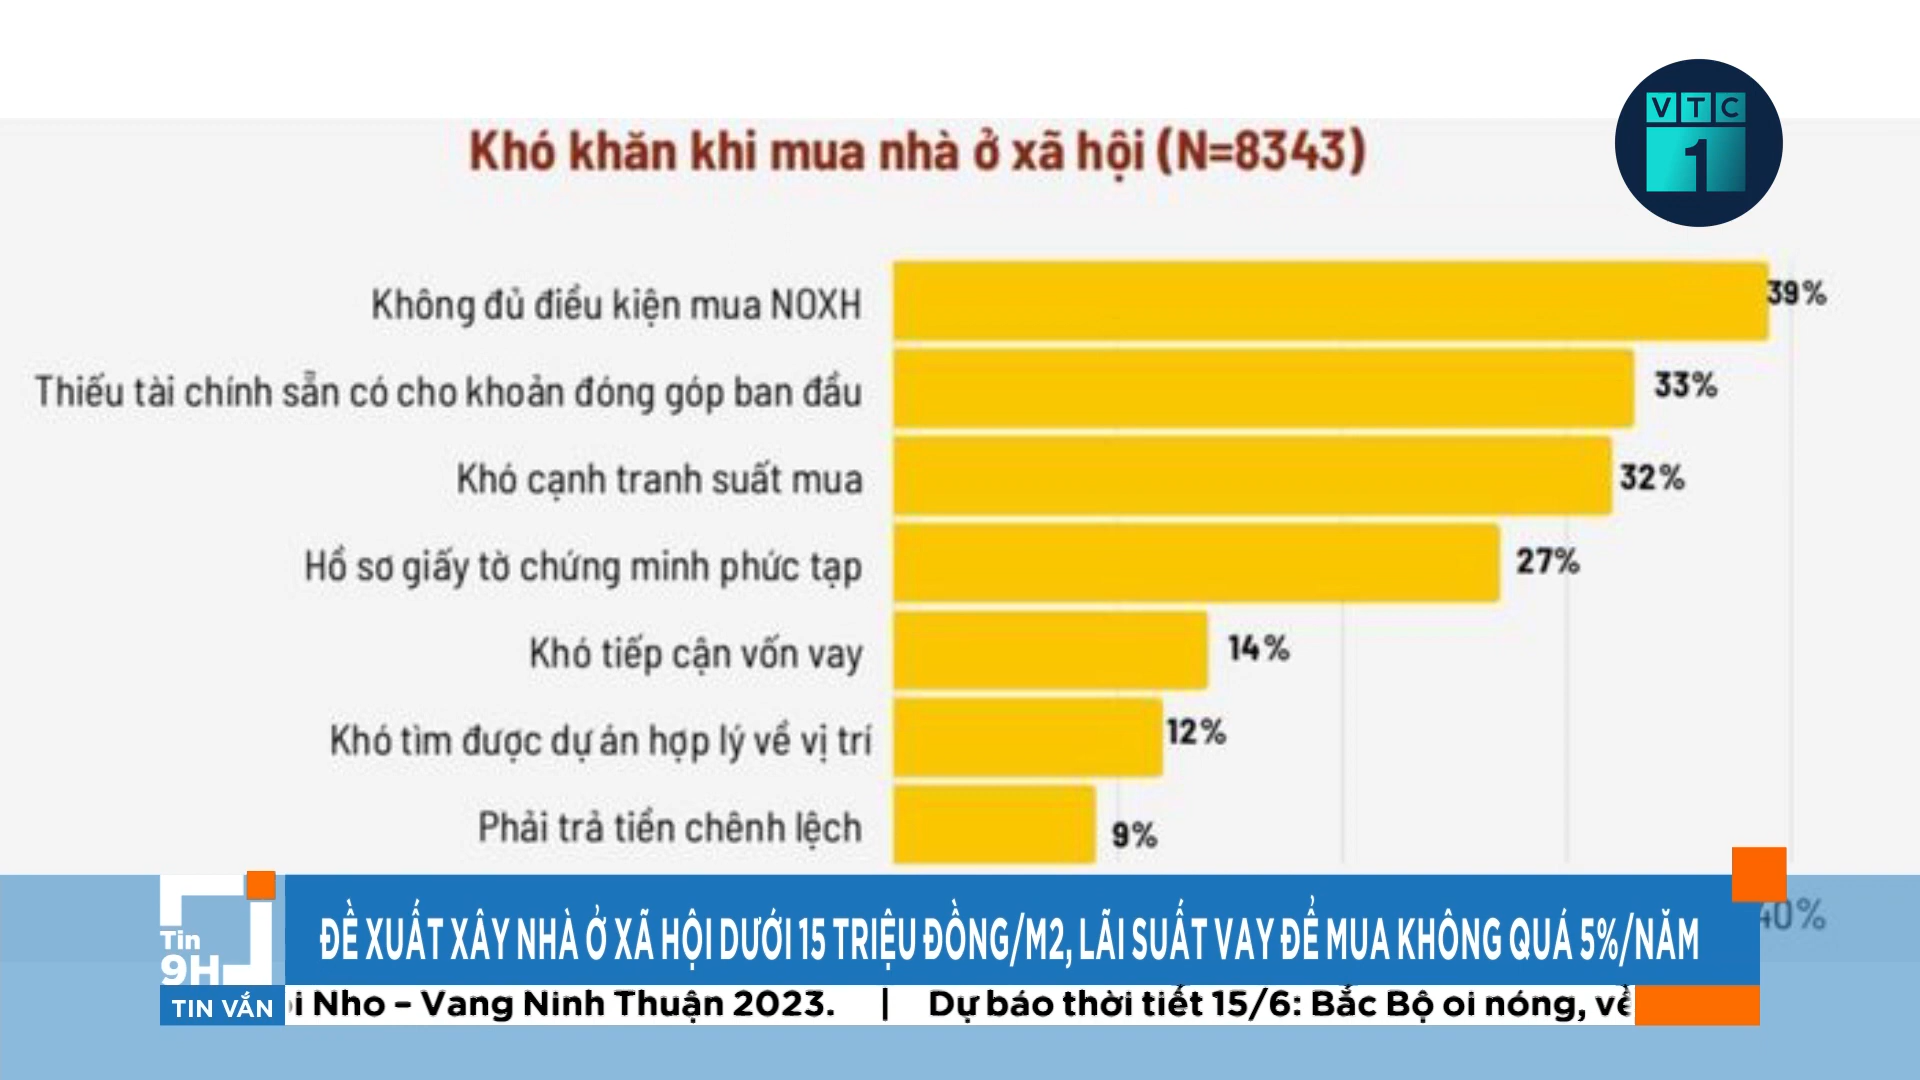 VTC
1
Khó khăn khi mua nhà ở xã hội (N=8343)
Không đủ điều kiện mua NOXH 39%
Thiếu tài chính sẵn có cho khoản đóng góp ban đầu 33%
Khó cạnh tranh suất mua 32%
Hồ sơ giấy tờ chứng minh phức tạp 27%
Khó tiếp cận vốn vay 14%
Khó tìm được dự án hợp lý về vị trí 12%
Phải trả tiền chênh lệch 9%
40%
Tin
9H
ĐỀ XUẤT XÂY NHÀ Ở XÃ HỘI DƯỚI 15 TRIỆU ĐỒNG/M2, LÃI SUẤT VAY ĐỂ MUA KHÔNG QUÁ 5%/NĂM
TIN VẮN
Nho – Vang Ninh Thuận 2023. | Dự báo thời tiết 15/6: Bắc Bộ oi nóng, về